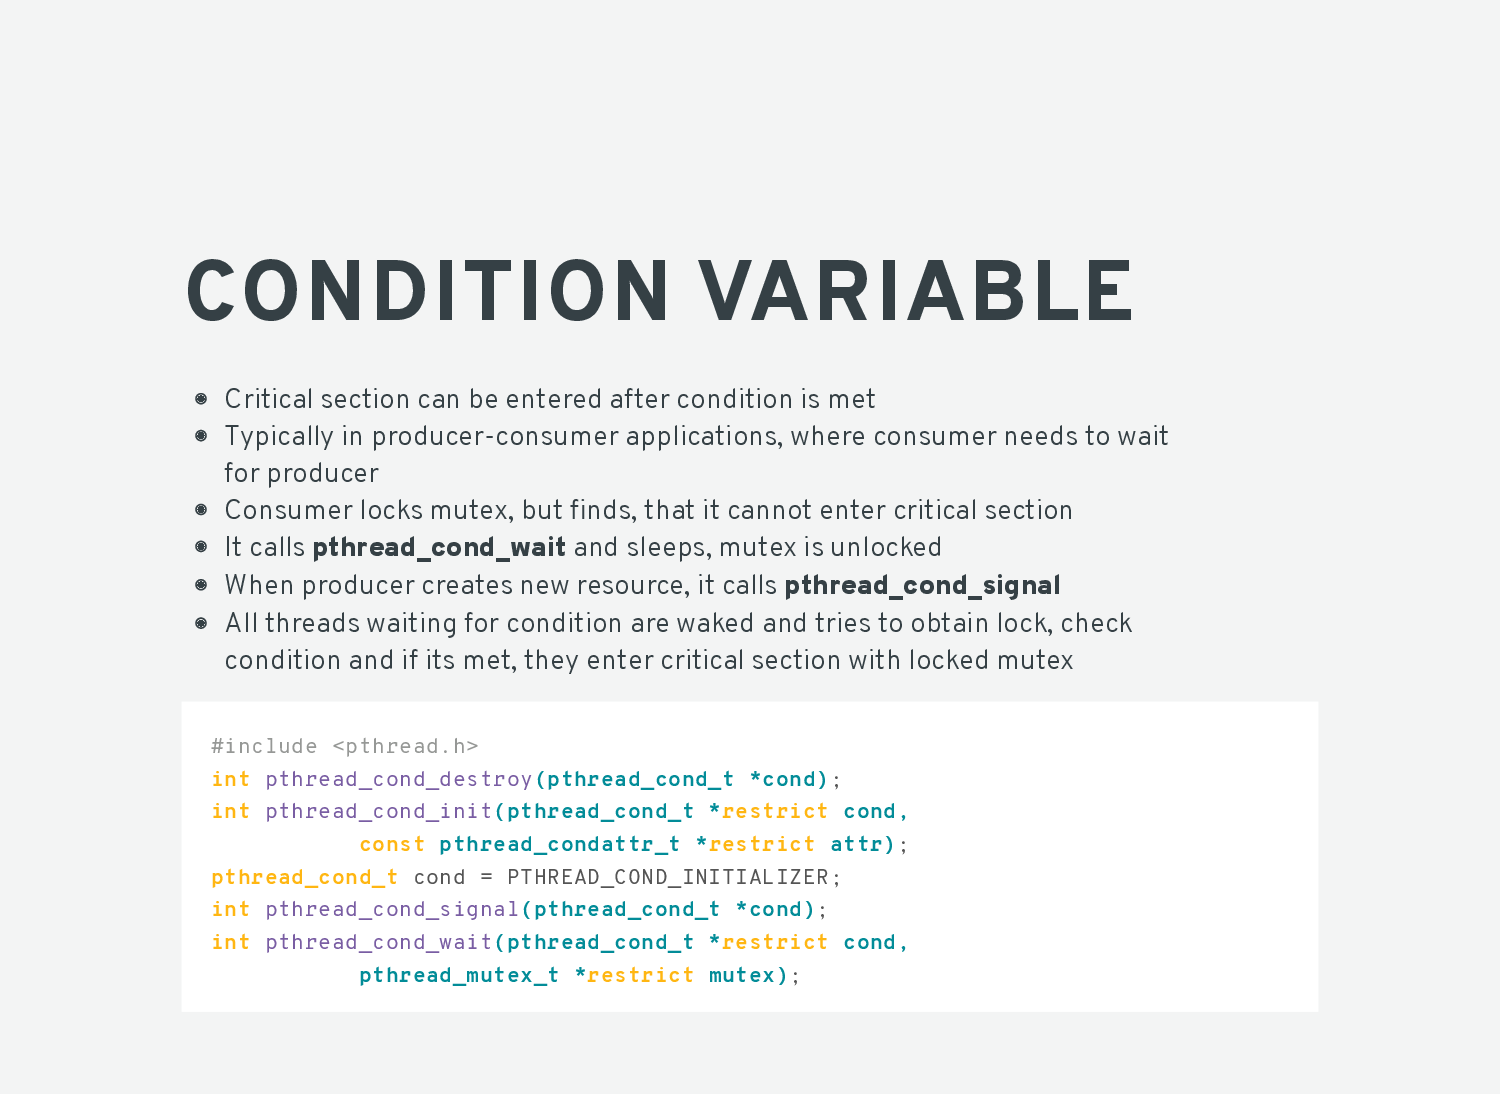 CONDITION VARIABLE
Critical section can be entered after condition is met
Typically in producer-consumer applications, where consumer needs to wait
for producer
Consumer locks mutex, but finds, that it cannot enter critical section
It calls pthread_cond_wait and sleeps, mutex is unlocked
When producer creates new resource, it calls pthread_cond_signal
All threads waiting for condition are waked and tries to obtain lock, check
condition and if its met, they enter critical section with locked mutex
#include <pthread.h>
int pthread_cond_destroy(pthread_cond_t *cond);
int pthread_cond_init(pthread_cond_t *restrict cond,
           const pthread_condattr_t *restrict attr);
pthread_cond_t cond = PTHREAD_COND_INITIALIZER;
int pthread_cond_signal(pthread_cond_t *cond);
int pthread_cond_wait(pthread_cond_t *restrict cond,
           pthread_mutex_t *restrict mutex);